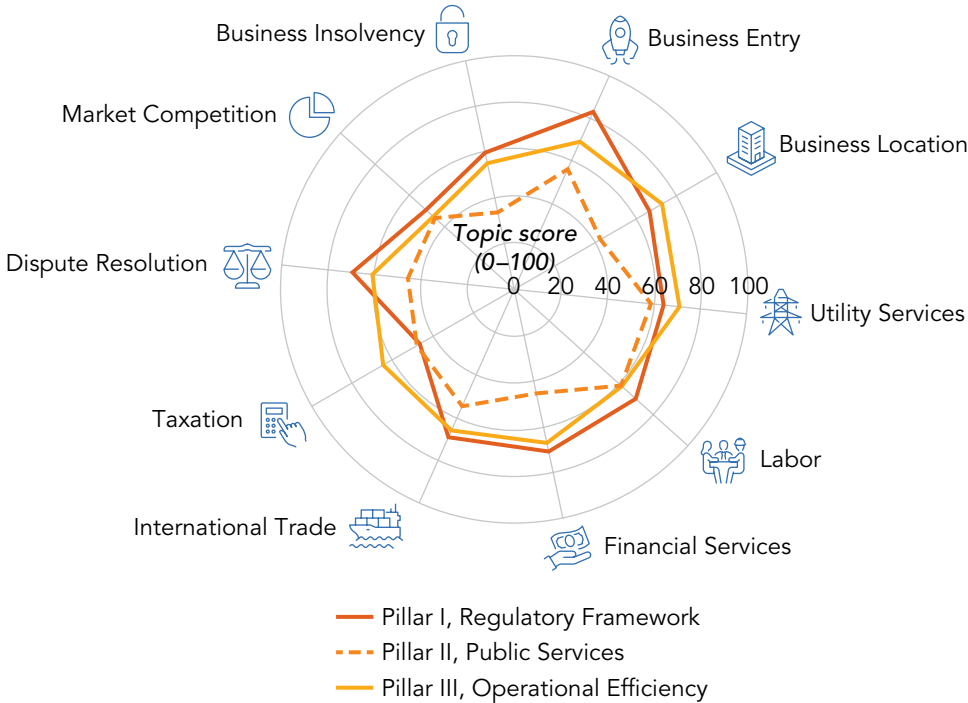 Business Insolvency
Business Entry
Market Competition
Business Location
Topic score
(0–100)
Dispute Resolution
0 20 40 60 80 100
Utility Services
Taxation
Labor
International Trade
Financial Services
Pillar I, Regulatory Framework
Pillar II, Public Services
Pillar III, Operational Efficiency